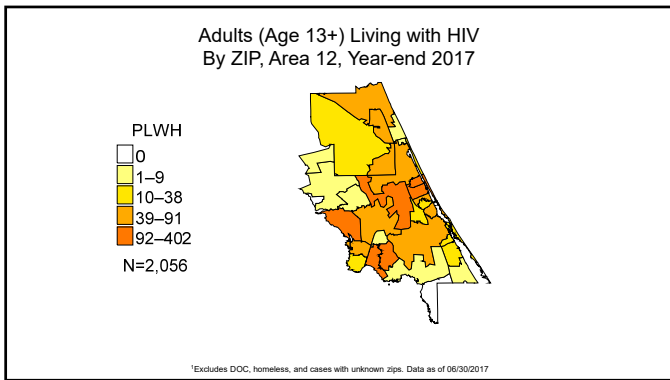 Adults (Age 13+) Living with HIV
By ZIP, Area 12, Year-end 2017
PLWH
0
1–9
10–38
39–91
92–402
N=2,056
¹Excludes DOC, homeless, and cases with unknown zips. Data as of 06/30/2017